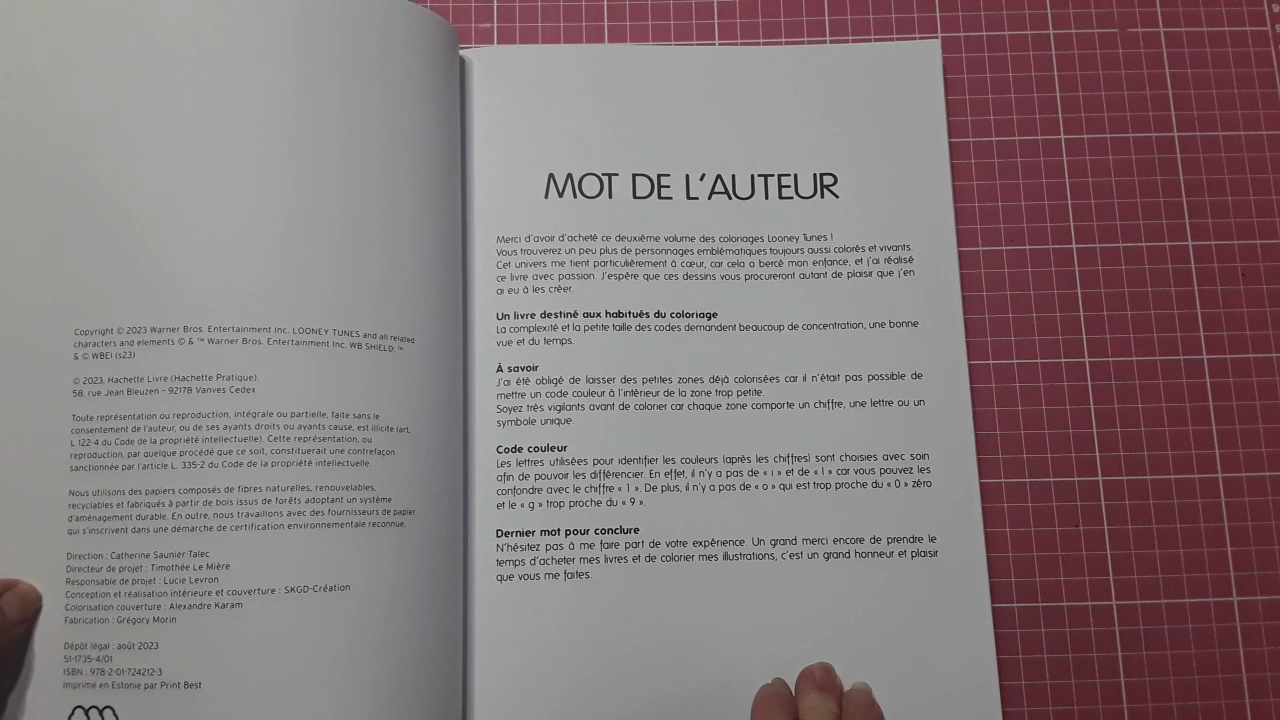 Copyright © 2023 Warner Bros. Entertainment Inc. LOONEY TUNES and all related
characters and elements © & ™ Warner Bros. Entertainment Inc. WB SHIELD: ™
& © WBEI (s23)
© 2023, Hachette Livre (Hachette Pratique).
58, rue Jean Bleuzen – 92178 Vanves Cedex
Toute représentation ou reproduction, intégrale ou partielle, faite sans le
consentement de l'auteur, ou de ses ayants droits ou ayants cause, est illicite (art.
L 122-4 du Code de la propriété intellectuelle). Cette représentation, ou
reproduction, par quelque procédé que ce soit, constituerait une contrefaçon
sanctionnée par l'article L. 335-2 du Code de la propriété intellectuelle.
Nous utilisons des papiers composés de fibres naturelles, renouvelables,
recyclables et fabriqués à partir de bois issus de forêts adoptant un système
d'aménagement durable. En outre, nous travaillons avec des fournisseurs de papier
qui s'inscrivent dans une démarche de certification environnementale reconnue.
Direction : Catherine Saunier-Talec
Directeur de projet : Timothée Le Mière
Responsable de projet : Lucie Levron
Conception et réalisation intérieure et couverture : SKGD-Création
Colorisation couverture : Alexandre Karam
Fabrication : Grégory Morin
Dépôt légal : août 2023
51-1735-4/01
ISBN : 978-2-01-724212-3
Imprimé en Estonie par Print Best
MOT DE L'AUTEUR
Merci d'avoir d'acheté ce deuxième volume des coloriages Looney Tunes !
Vous trouverez un peu plus de personnages emblématiques toujours aussi colorés et vivants.
Cet univers me tient particulièrement à cœur, car cela a bercé mon enfance, et j'ai réalisé
ce livre avec passion. J'espère que ces dessins vous procureront autant de plaisir que j'en
ai eu à les créer.
Un livre destiné aux habitués du coloriage
La complexité et la petite taille des codes demandent beaucoup de concentration, une bonne
vue et du temps.
À savoir
J'ai été obligé de laisser des petites zones déjà colorisées car il n'était pas possible de
mettre un code couleur à l'intérieur de la zone trop petite.
Soyez très vigilants avant de colorier car chaque zone comporte un chiffre, une lettre ou un
symbole unique.
Code couleur
Les lettres utilisées pour identifier les couleurs (après les chiffres) sont choisies avec soin
afin de pouvoir les différencier. En effet, il n'y a pas de « i » et de « l » car vous pouvez les
confondre avec le chiffre « 1 ». De plus, il n'y a pas de « o » qui est trop proche du « 0 » zéro
et le « g » trop proche du « 9 ».
Dernier mot pour conclure
N'hésitez pas à me faire part de votre expérience. Un grand merci encore de prendre le
temps d'acheter mes livres et de colorier mes illustrations, c'est un grand honneur et plaisir
que vous me faites.